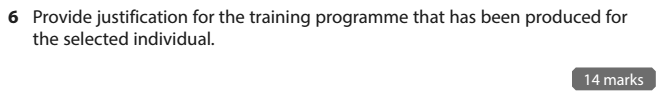 6 Provide justification for the training programme that has been produced for
the selected individual.
14 marks